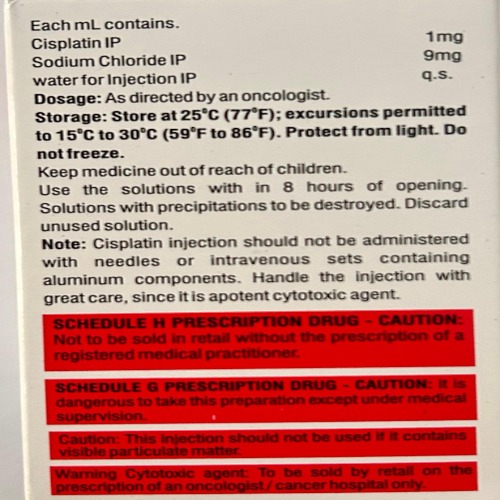 Each mL contains.
Cisplatin IP 1mg
Sodium Chloride IP 9mg
water for Injection IP q.s.
Dosage: As directed by an oncologist.
Storage: Store at 25°C (77°F); excursions permitted
to 15°C to 30°C (59°F to 86°F). Protect from light. Do
not freeze.
Keep medicine out of reach of children.
Use the solutions with in 8 hours of opening.
Solutions with precipitations to be destroyed. Discard
unused solution.
Note: Cisplatin injection should not be administered
with needles or intravenous sets containing
aluminum components. Handle the injection with
great care, since it is apotent cytotoxic agent.
SCHEDULE H PRESCRIPTION DRUG - CAUTION:
Not to be sold in retail without the prescription of a
registered medical practitioner.
SCHEDULE G PRESCRIPTION DRUG - CAUTION: It is
dangerous to take this preparation except under medical
supervision.
Caution: This injection should not be used if it contains
visible particulate matter.
Warning Cytotoxic agent: To be sold by retail on the
prescription of an oncologist / cancer hospital only.